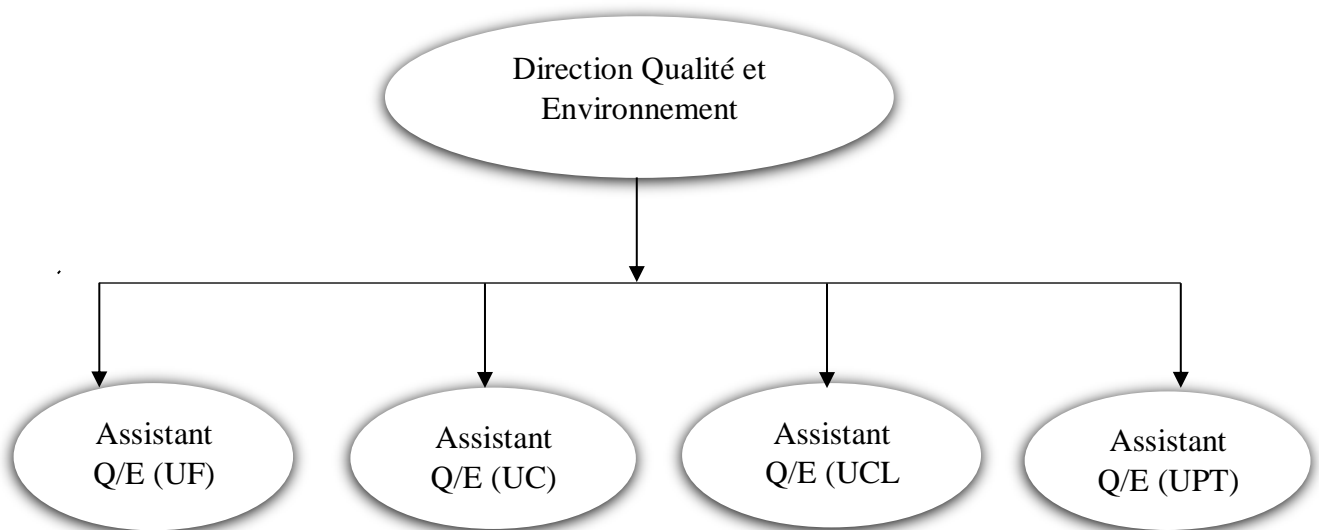 Direction Qualité et
Environnement
Assistant
Q/E (UF)
Assistant
Q/E (UC)
Assistant
Q/E (UCL
Assistant
Q/E (UPT)